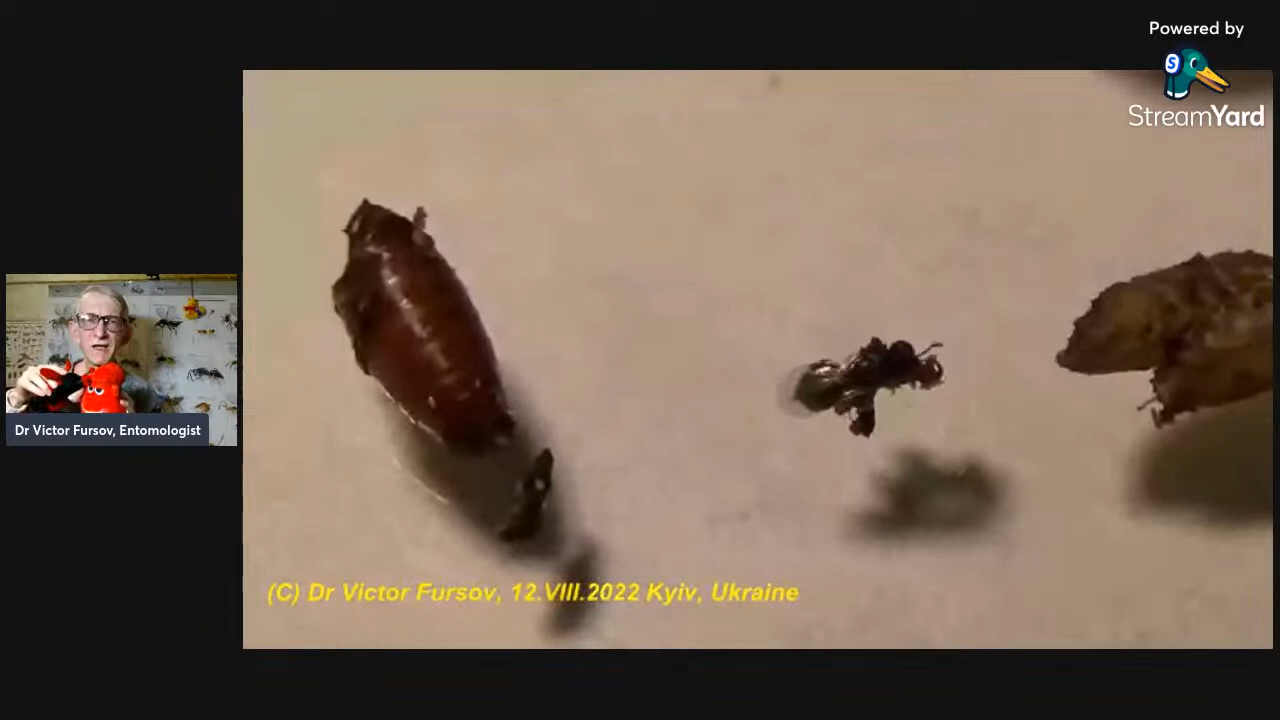 Powered by
S
StreamYard
Dr Victor Fursov, Entomologist
(C) Dr Victor Fursov, 12.VIII.2022 Kyiv, Ukraine